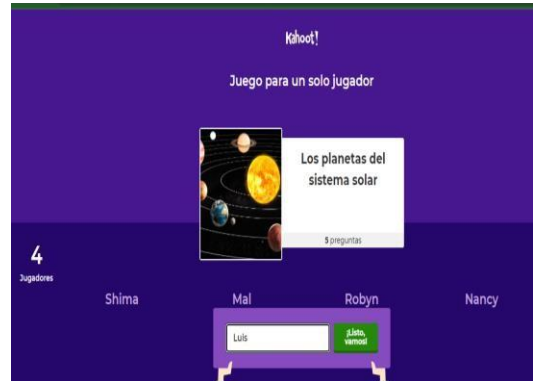 Kahoot!
Juego para un solo jugador
Los planetas del
sistema solar
5 preguntas
4
Jugadores
Shima Mal Robyn Nancy
Luis
¡Listo,
vamos!